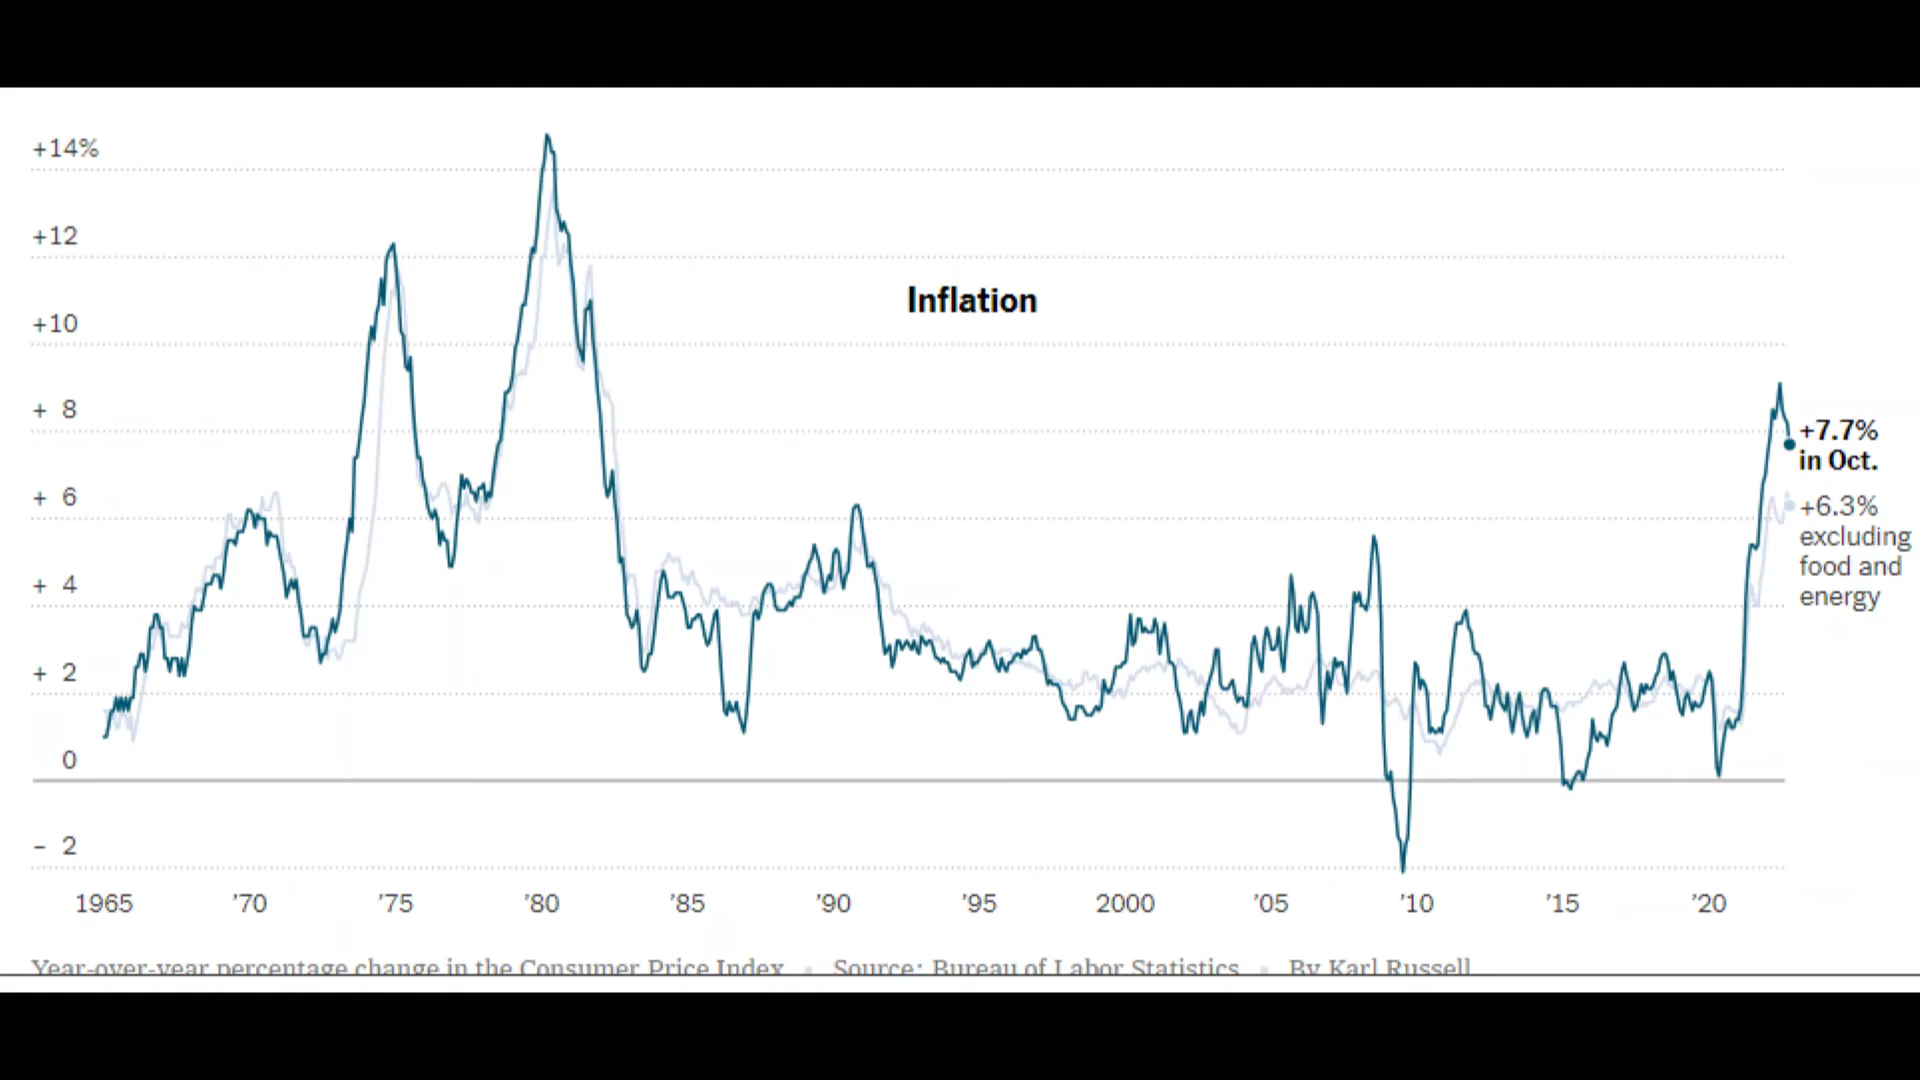 +14%
+12
Inflation
+10
+ 8
+7.7%
in Oct.
+ 6
+6.3%
excluding
food and
energy
+ 4
+ 2
0
- 2
1965 '70 '75 '80 '85 '90 '95 2000 '05 '10 '15 '20
Year-over-year percentage change in the Consumer Price Index • Source: Bureau of Labor Statistics • By Karl Russell